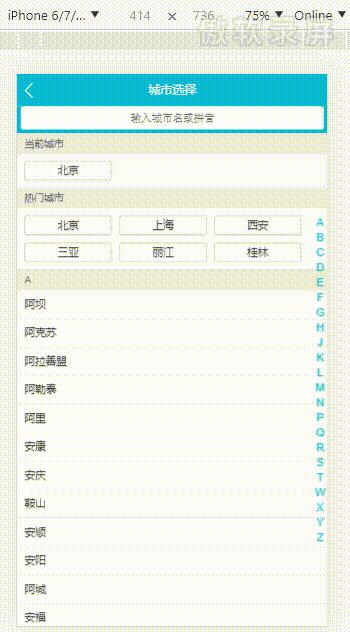 iPhone 6/7/... ▼ 414 × 736 75% ▼ Online ▼
傲软录屏
城市选择
输入城市名或拼音
当前城市
北京
热门城市
北京 上海 西安
三亚 丽江 桂林
A
阿坝
阿克苏
阿拉善盟
阿勒泰
阿里
安康
安庆
鞍山
安顺
安阳
阿城
安福
A
B
C
D
E
F
G
H
J
K
L
M
N
P
Q
R
S
T
W
X
Y
Z